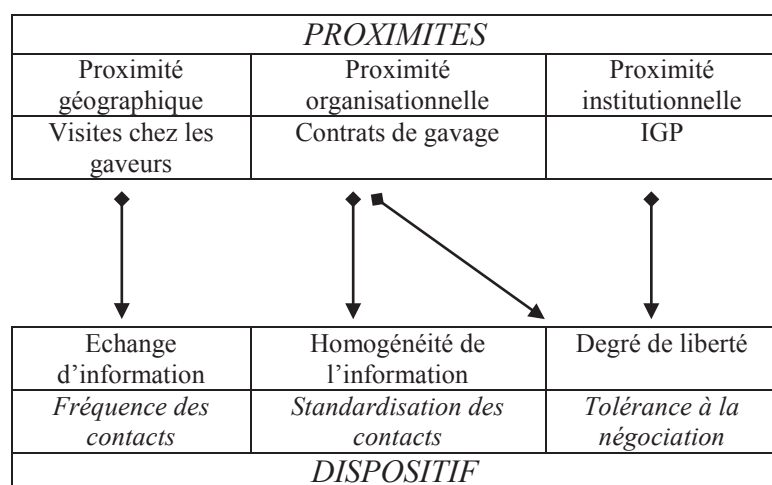 PROXIMITES
Proximité géographique
Proximité organisationnelle
Proximité institutionnelle
Visites chez les gaveurs
Contrats de gavage
IGP
Echange d'information
Homogénéité de l'information
Degré de liberté
Fréquence des contacts
Standardisation des contacts
Tolérance à la négociation
DISPOSITIF